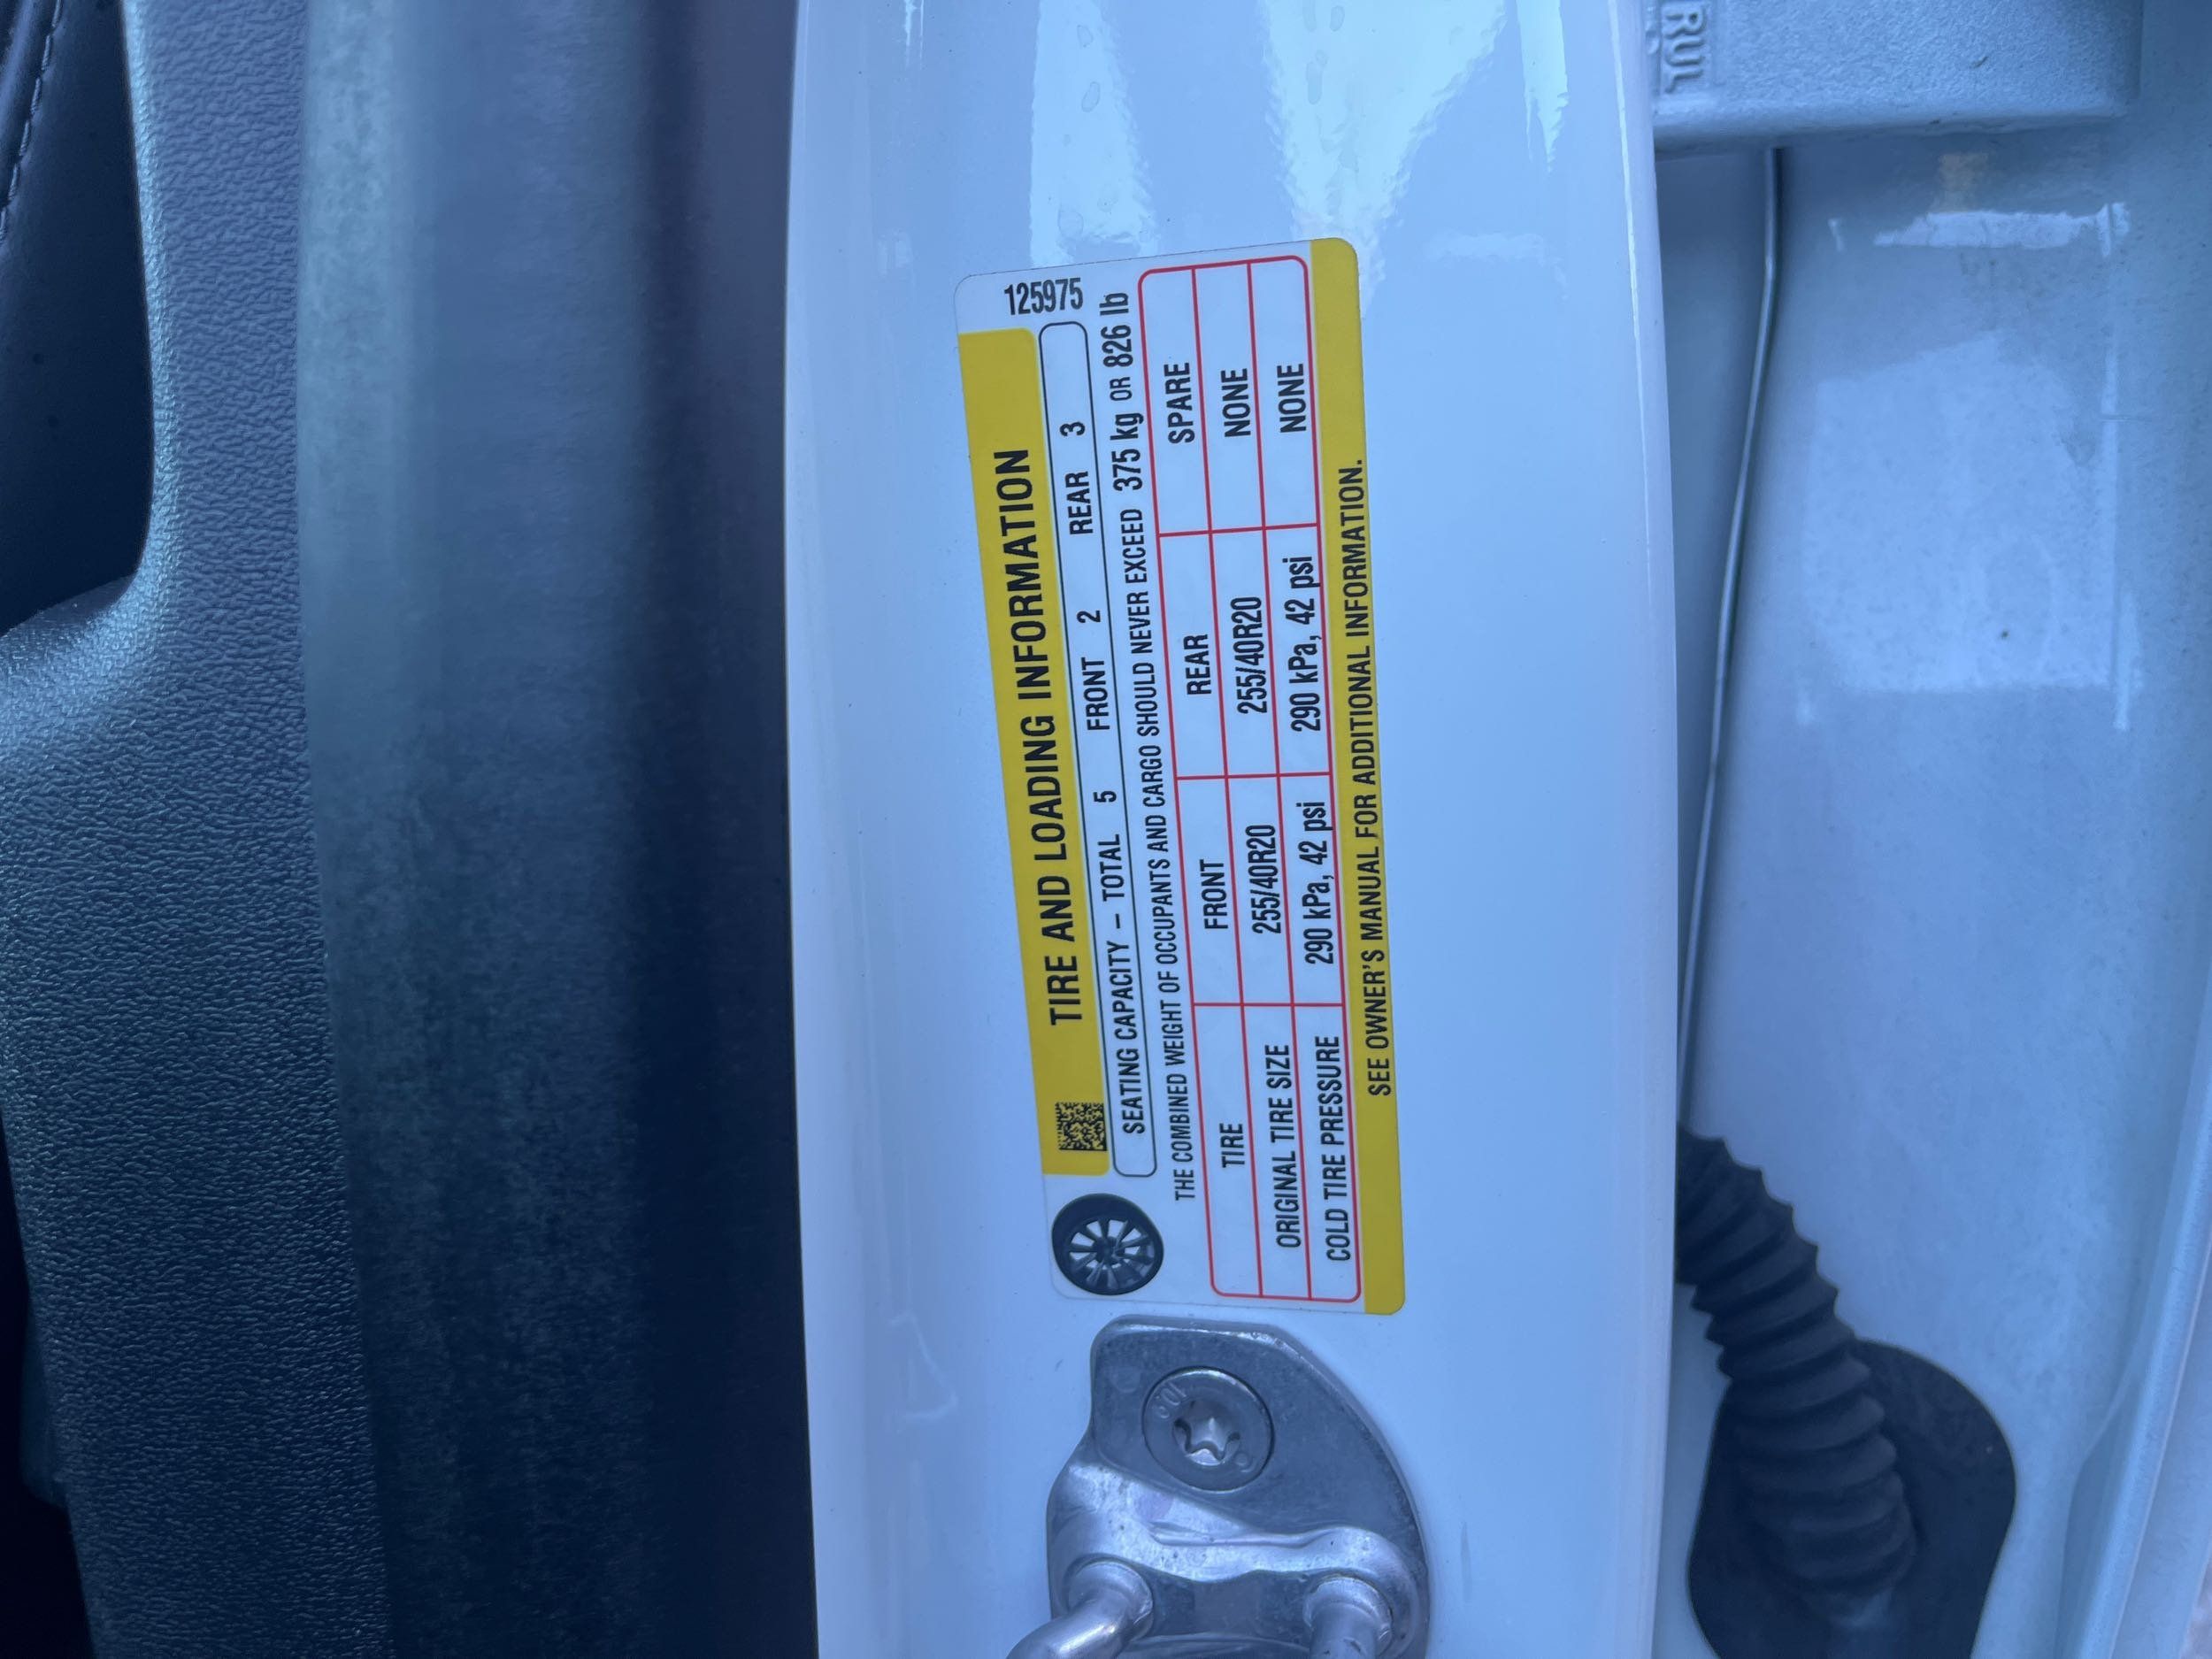 125975
TIRE AND LOADING INFORMATION
SEATING CAPACITY – TOTAL 5 FRONT 2 REAR 3
THE COMBINED WEIGHT OF OCCUPANTS AND CARGO SHOULD NEVER EXCEED 375 kg OR 826 lb
TIRE FRONT REAR SPARE
ORIGINAL TIRE SIZE 255/40R20 255/40R20 NONE
COLD TIRE PRESSURE 290 kPa, 42 psi 290 kPa, 42 psi NONE
SEE OWNER'S MANUAL FOR ADDITIONAL INFORMATION.
RUL